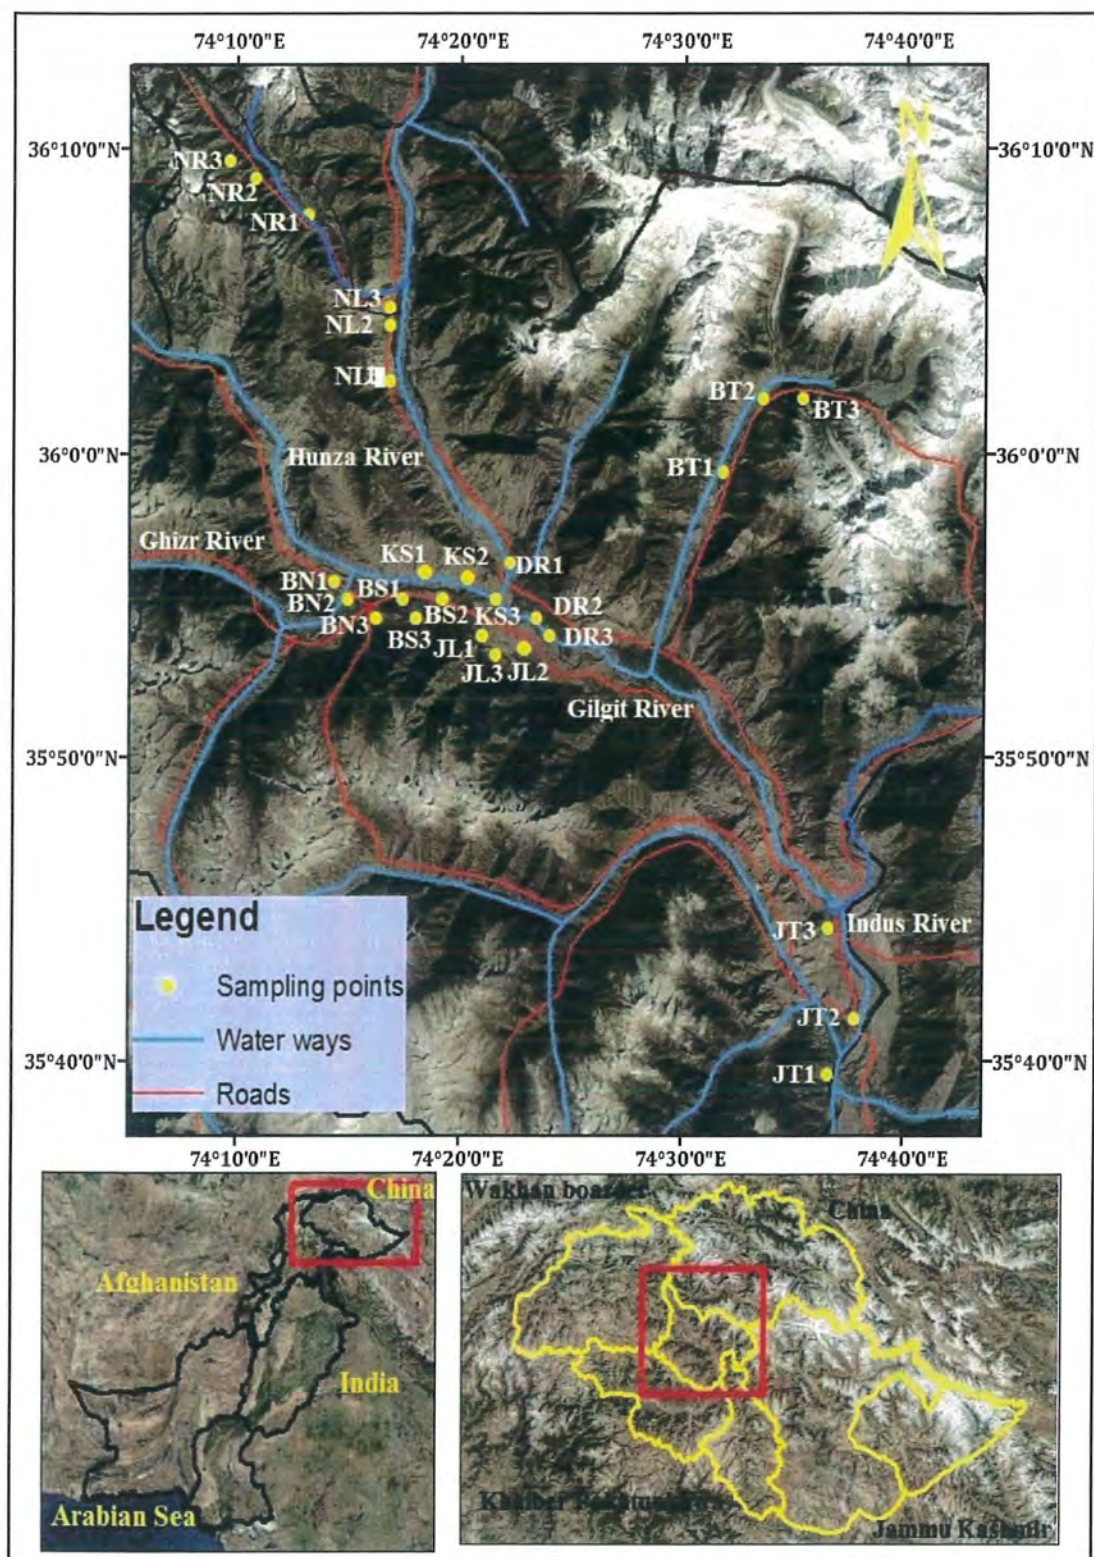 74°10'0"E 74°20'0"E 74°30'0"E 74°40'0"E
N
36°10'0"N 36°10'0"N
NR3
NR2
NR1
NL3
NL2
BT2
BT3
36°0'0"N 36°0'0"N
Hunza River
BT1
Ghizr River
KS1 KS2
DR1
BN1
BS1
BN2
BS2 KS3 DR2
BN3
BS3
DR3
JL1
JL3 JL2
Gilgit River
35°50'0"N 35°50'0"N
Legend
Sampling points
Water ways
Roads
JT3
Indus River
JT2
JT1
35°40'0"N 35°40'0"N
74°10'0"E 74°20'0"E 74°30'0"E 74°40'0"E
China
Afghanistan
India
Arabian Sea
Wakhan boarder
China
Jammu Kashmir